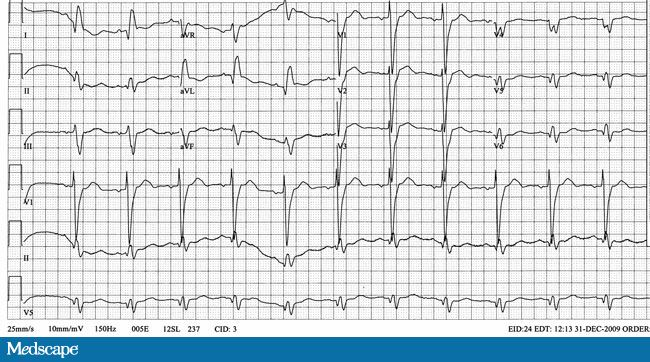 I aVR V1 V4
II aVL V2 V5
III aVF V3 V6
V1
II
V5
25mm/s 10mm/mV 150Hz 005E 12SL 237 CID: 3 EID:24 EDT: 12:13 31-DEC-2009 ORDER:
Medscape